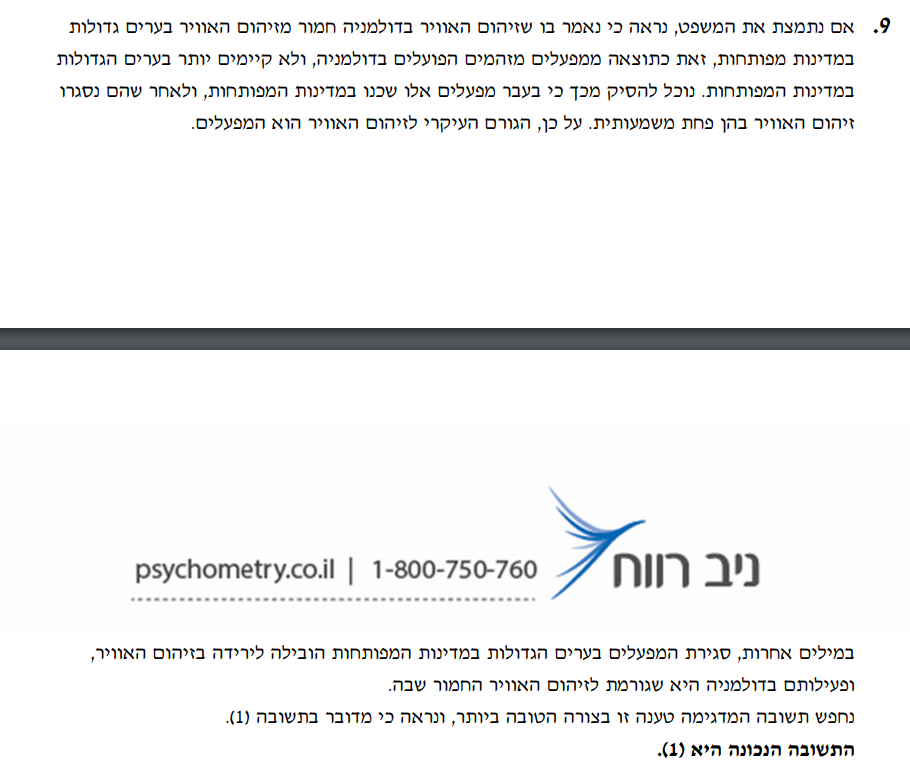 9. אם נתמצת את המשפט, נראה כי נאמר בו שזיהום האוויר בדולמניה חמור מזיהום האוויר בערים גדולות
במדינות מפותחות, זאת כתוצאה ממפעלים מזהמים הפועלים בדולמניה, ולא קיימים יותר בערים הגדולות
במדינות המפותחות. נוכל להסיק מכך כי בעבר מפעלים אלו שכנו במדינות המפותחות, ולאחר שהם נסגרו
זיהום האוויר בהן פחת משמעותית. על כן, הגורם העיקרי לזיהום האוויר הוא המפעלים.
ניב רווח
psychometry.co.il | 1-800-750-760
במילים אחרות, סגירת המפעלים בערים הגדולות במדינות המפותחות הובילה לירידה בזיהום האוויר,
ופעילותם בדולמניה היא שגורמת לזיהום האוויר החמור שבה.
נחפש תשובה המדגימה טענה זו בצורה הטובה ביותר, ונראה כי מדובר בתשובה (1).
התשובה הנכונה היא (1).